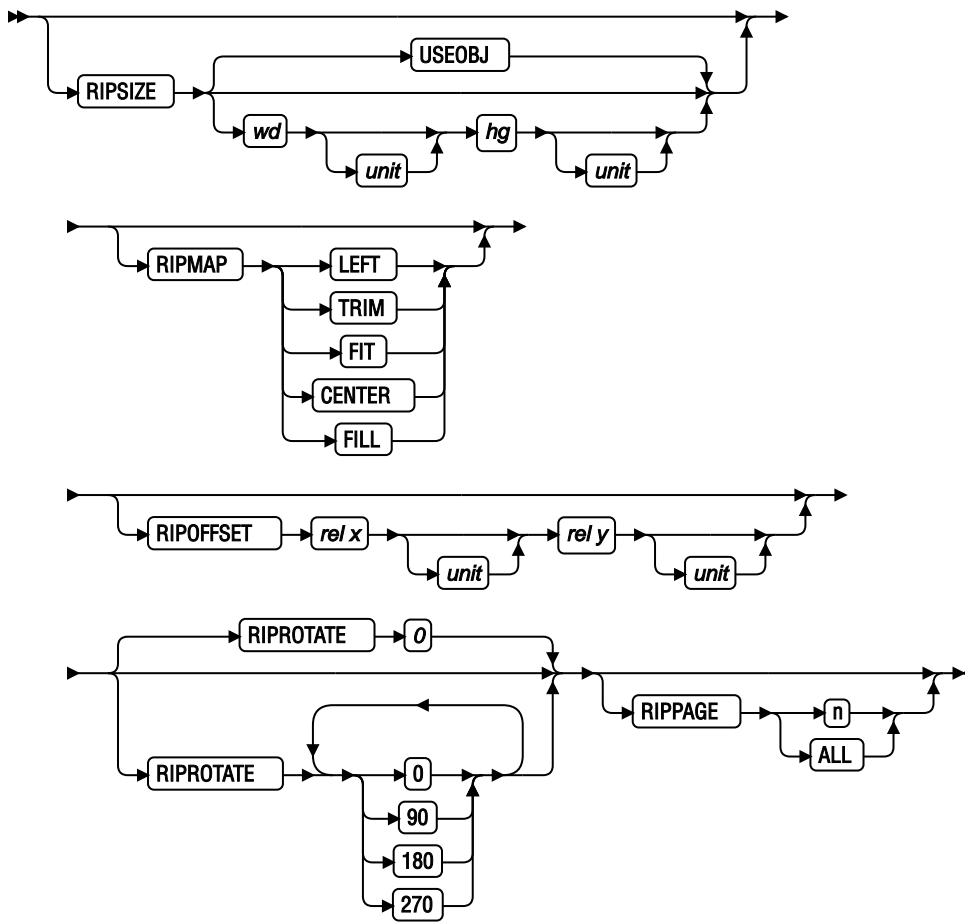 USEOBJ
RIPSIZE
wd hg
unit unit
RIPMAP LEFT
TRIM
FIT
CENTER
FILL
RIPOFFSET rel x rel y
unit unit
RIPROTATE 0
RIPPAGE n
ALL
RIPROTATE 0
90
180
270